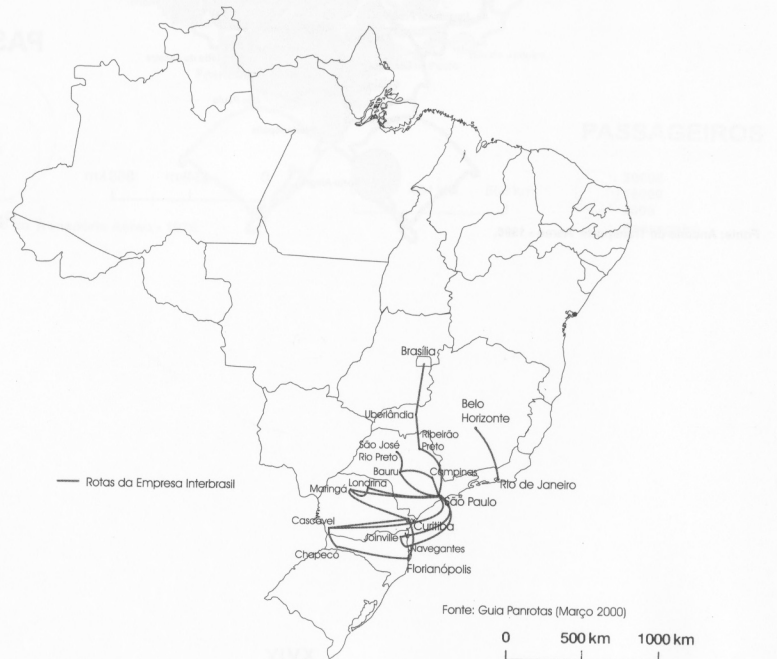 Brasília
Belo
Horizonte
Uberlândia
Ribeirão
Preto
São José
Rio Preto
Bauru
Campinas
Rio de Janeiro
Rotas da Empresa Interbrasil
Maringá
Londrina
São Paulo
Cascavel
Curitiba
Joinville
Navegantes
Chapecó
Florianópolis
Fonte: Guia Panrotas (Março 2000)
0 500 km 1000 km
PASSAGEIROS